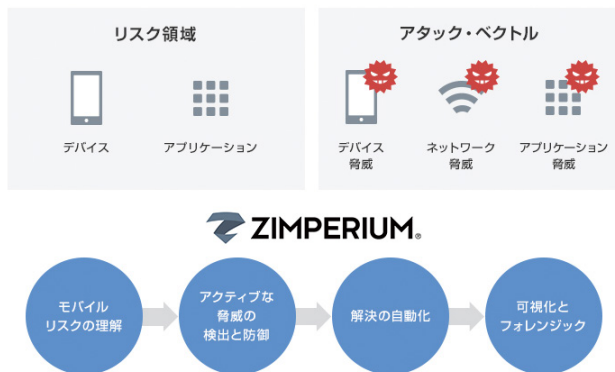 リスク領域
デバイス
アプリケーション
アタック・ベクトル
デバイス
脅威
ネットワーク
脅威
アプリケーション
脅威
ZIMPERIUM®
モバイル
リスクの理解
アクティブな
脅威の
検出と防御
解決の自動化
可視化と
フォレンジック